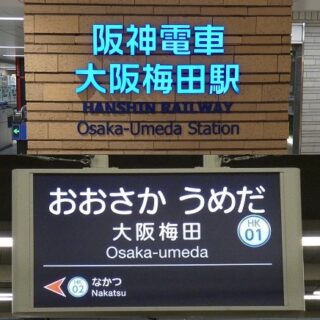 阪神電車
大阪梅田駅
HANSHIN RAILWAY
Osaka-Umeda Station
おおさか うめだ
大阪梅田
Osaka-umeda
HK
01
HK
02
なかつ
Nakatsu